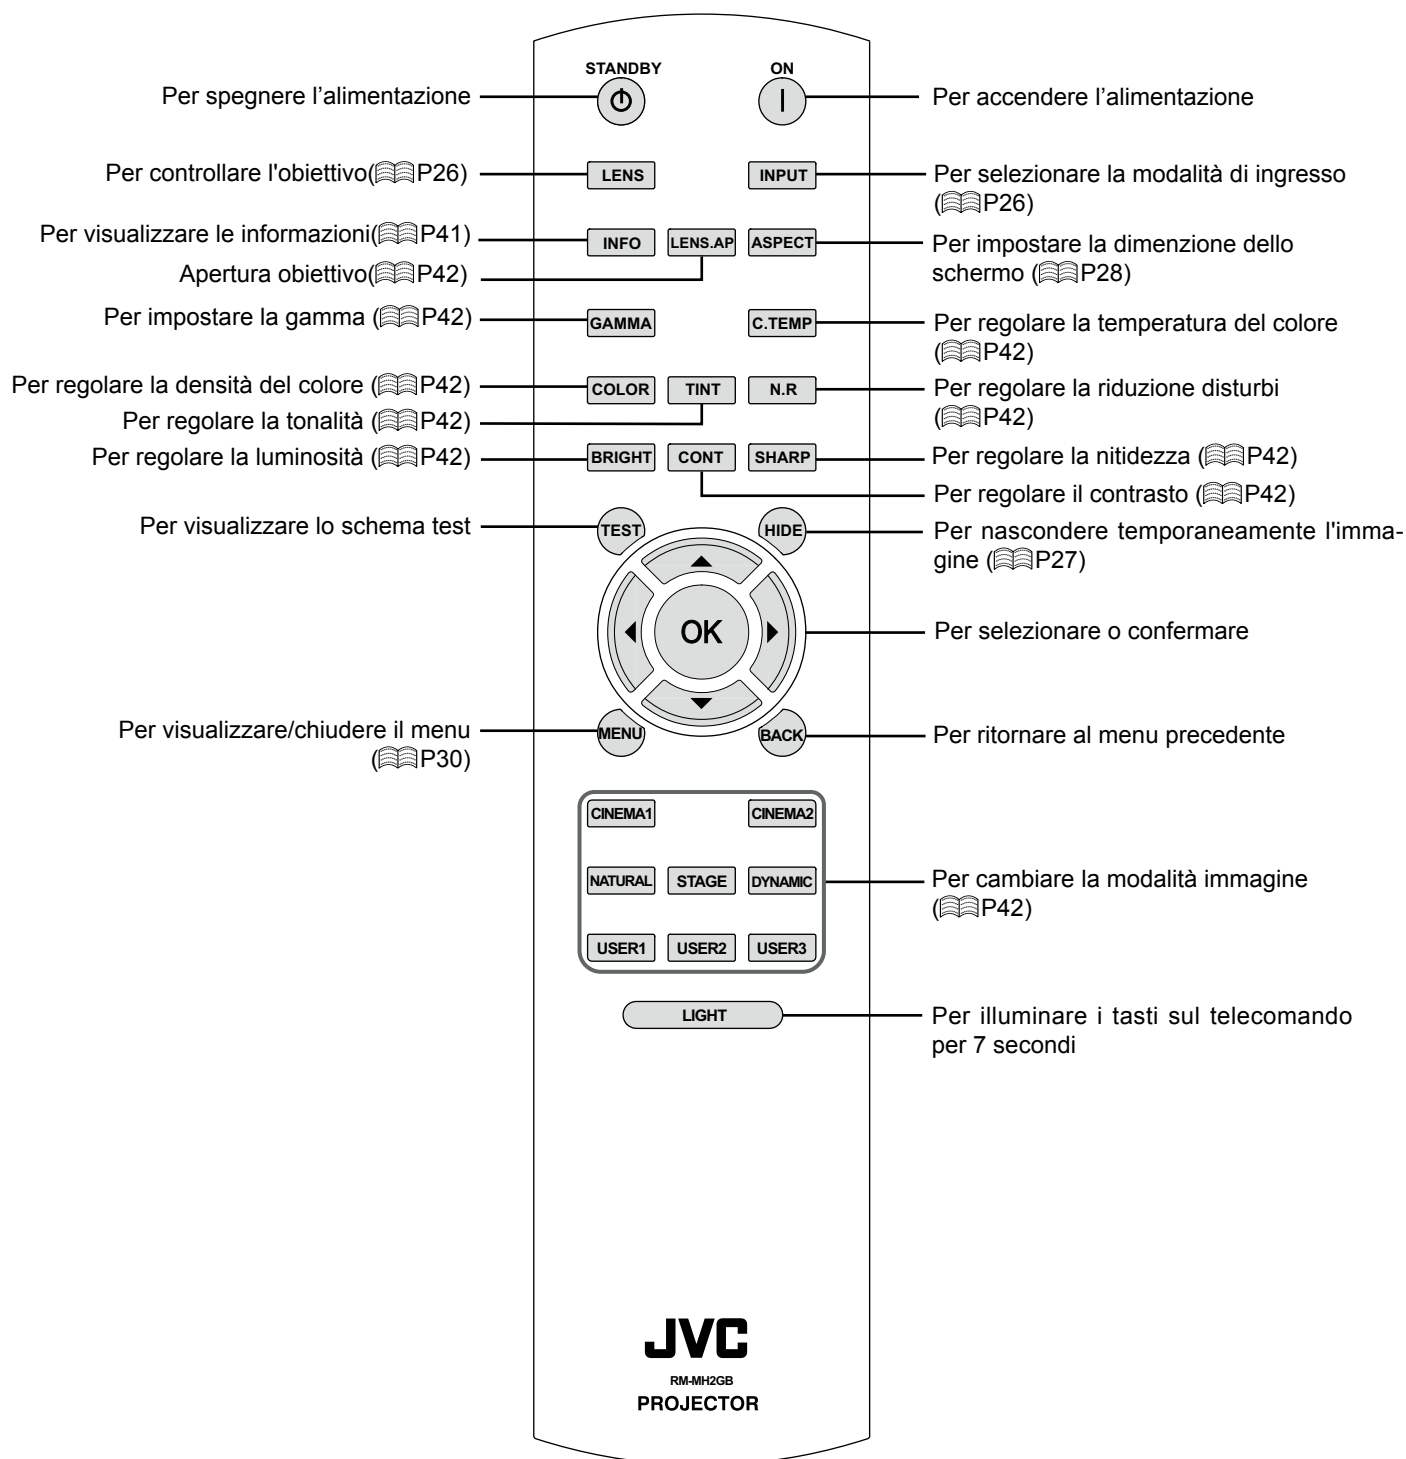 STANDBY
ON
Per spegnere l’alimentazione
Per accendere l’alimentazione
Per controllare l'obiettivo(P26)
LENS
INPUT
Per selezionare la modalità di ingresso
(P26)
Per visualizzare le informazioni(P41)
INFO
LENS.AP
ASPECT
Per impostare la dimenzione dello
schermo (P28)
Apertura obiettivo(P42)
Per impostare la gamma (P42)
GAMMA
C.TEMP
Per regolare la temperatura del colore
(P42)
Per regolare la densità del colore (P42)
COLOR
TINT
N.R
Per regolare la riduzione disturbi
(P42)
Per regolare la tonalità (P42)
Per regolare la luminosità (P42)
BRIGHT
CONT
SHARP
Per regolare la nitidezza (P42)
Per regolare il contrasto (P42)
Per visualizzare lo schema test
TEST
HIDE
Per nascondere temporaneamente l'imma-
gine (P27)
OK
Per selezionare o confermare
Per visualizzare/chiudere il menu
(P30)
MENU
BACK
Per ritornare al menu precedente
CINEMA1
CINEMA2
NATURAL
STAGE
DYNAMIC
Per cambiare la modalità immagine
(P42)
USER1
USER2
USER3
LIGHT
Per illuminare i tasti sul telecomando
per 7 secondi
JVC
RM-MH2GB
PROJECTOR